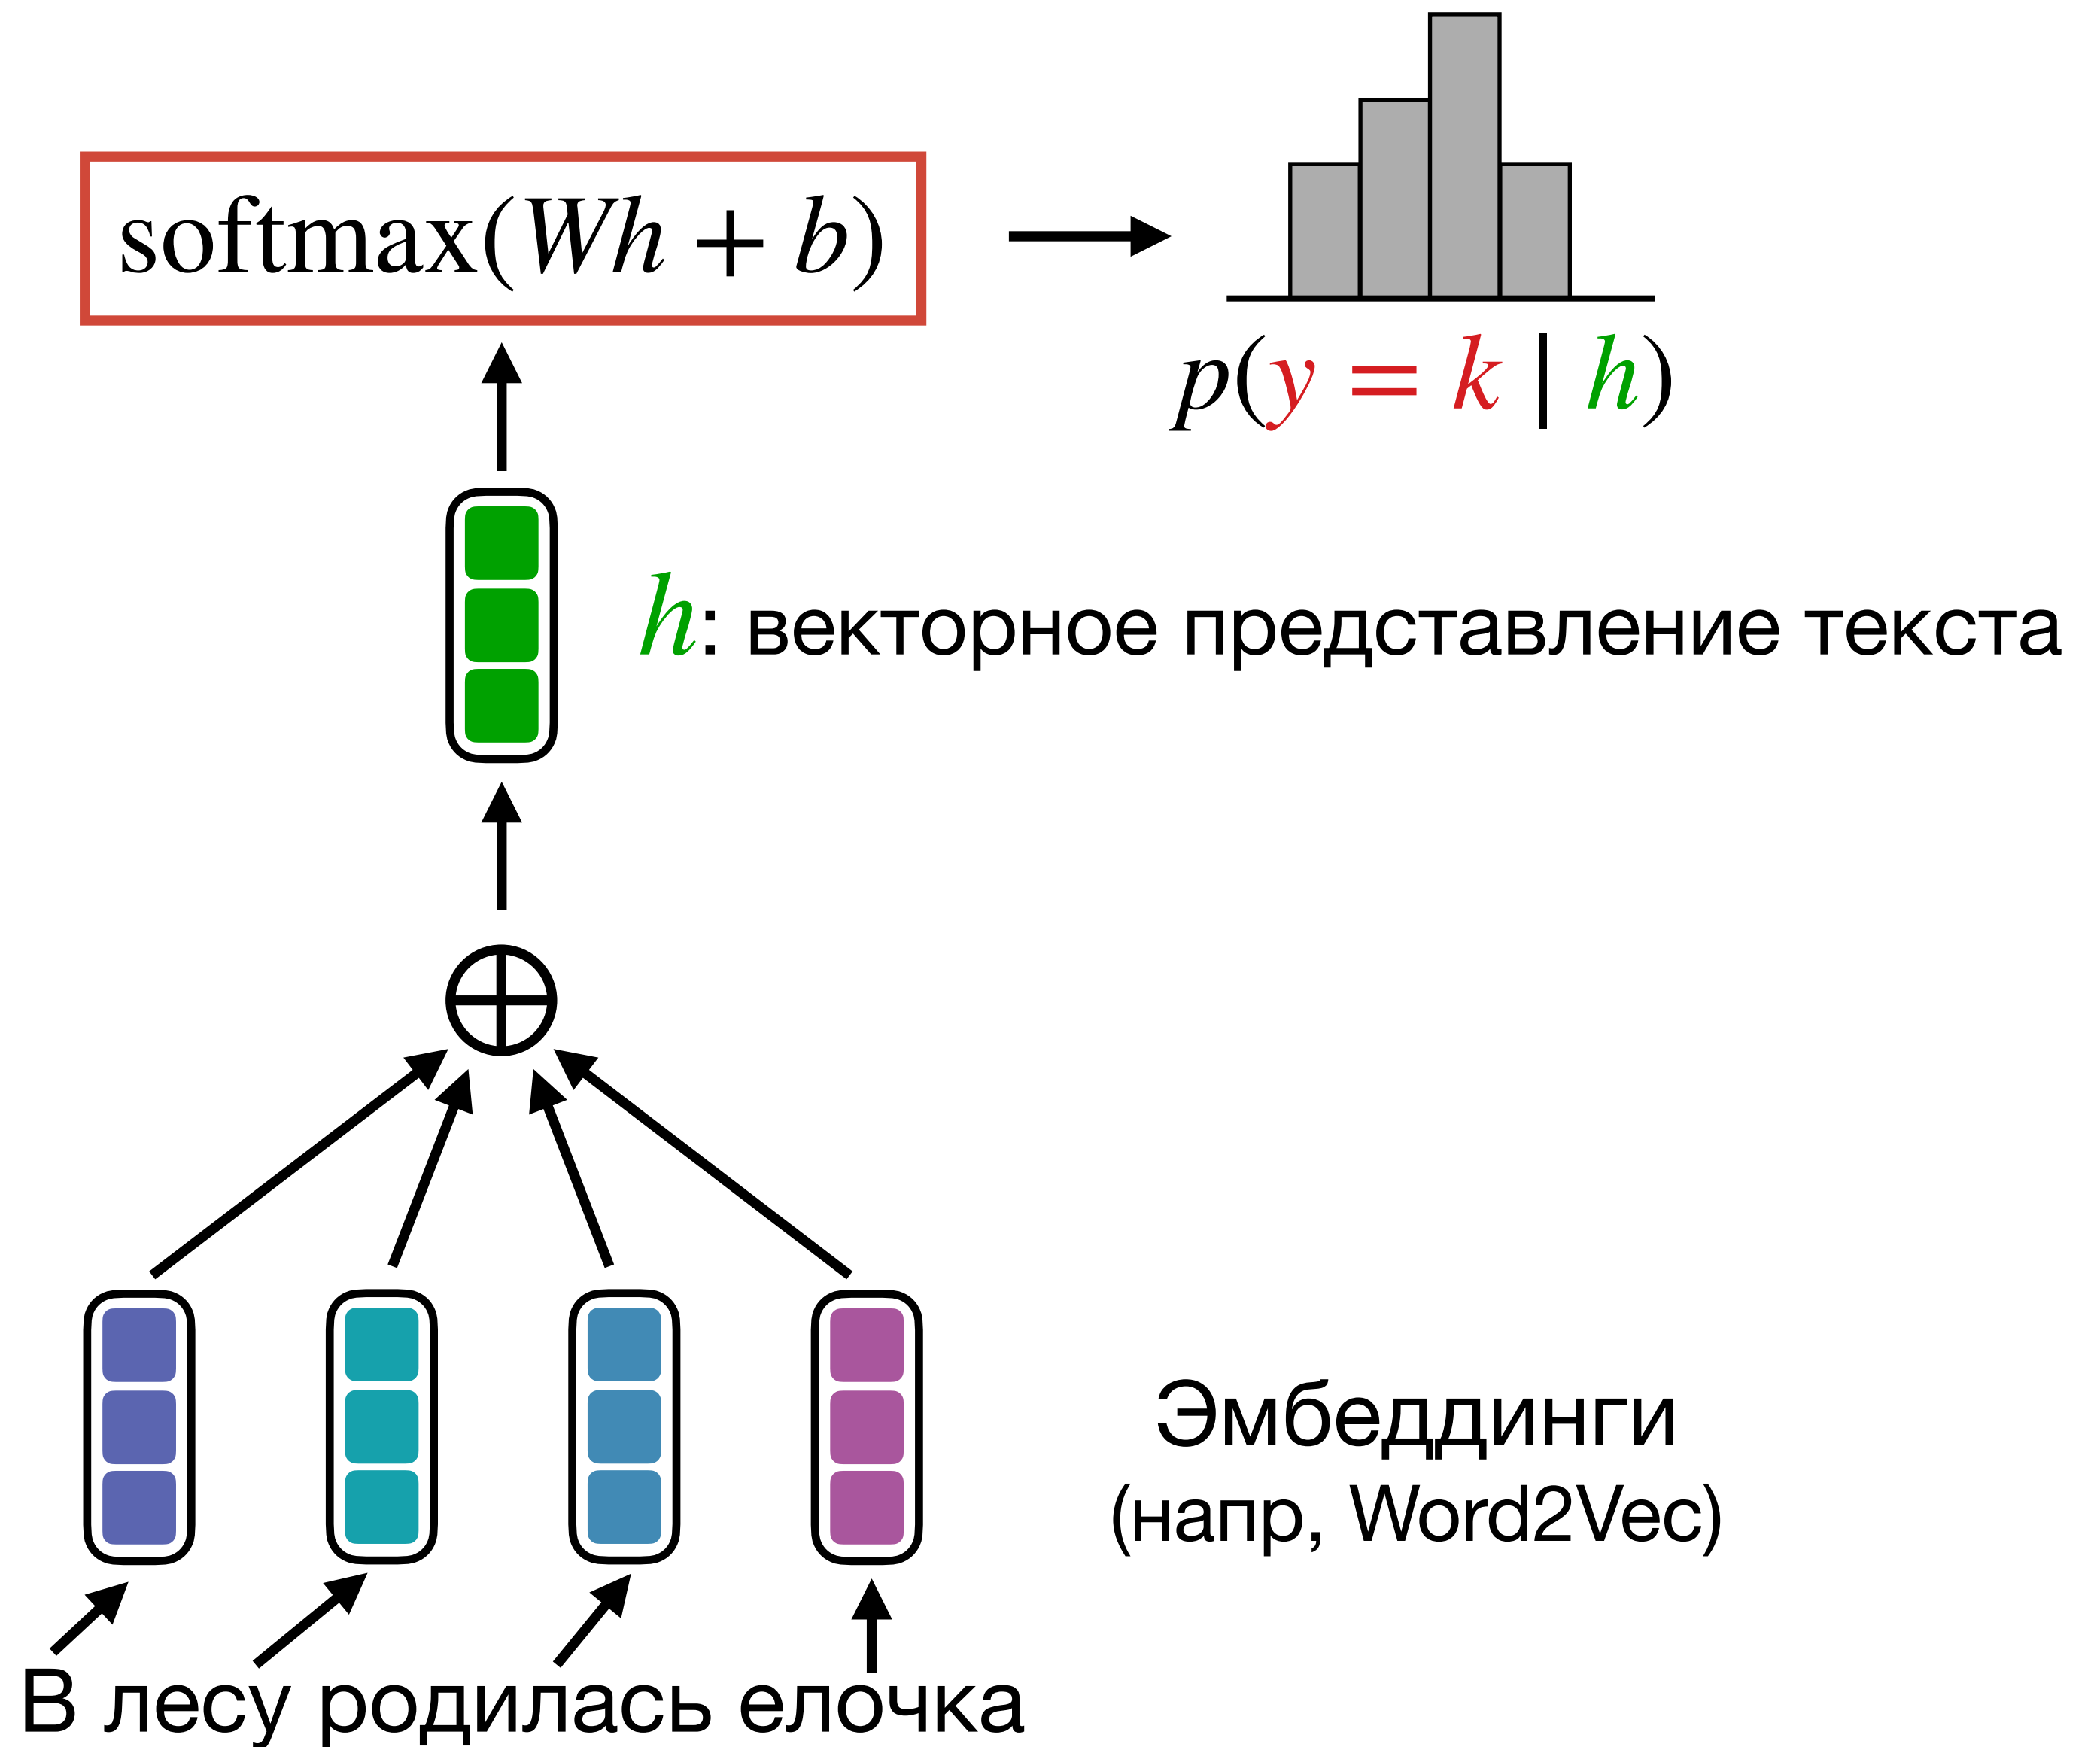 softmax(Wh + b)
p(y = k | h)
h: векторное представление текста
Эмбеддинги
(напр, Word2Vec)
В лесу родилась елочка